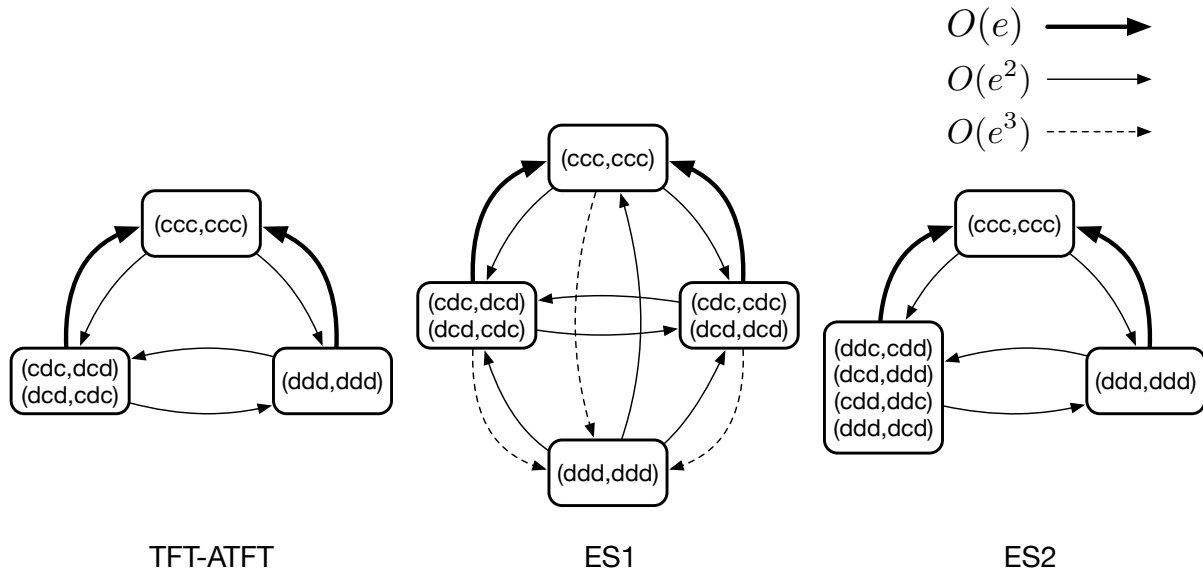 O(e)
O(e²)
O(e³)
(ccc,ccc)
(cdc,dcd)
(dcd,cdc)
(ddd,ddd)
TFT-ATFT
(ccc,ccc)
(cdc,dcd)
(dcd,cdc)
(cdc,cdc)
(dcd,dcd)
(ddd,ddd)
ES1
(ccc,ccc)
(ddc,cdd)
(dcd,ddd)
(cdd,ddc)
(ddd,dcd)
(ddd,ddd)
ES2